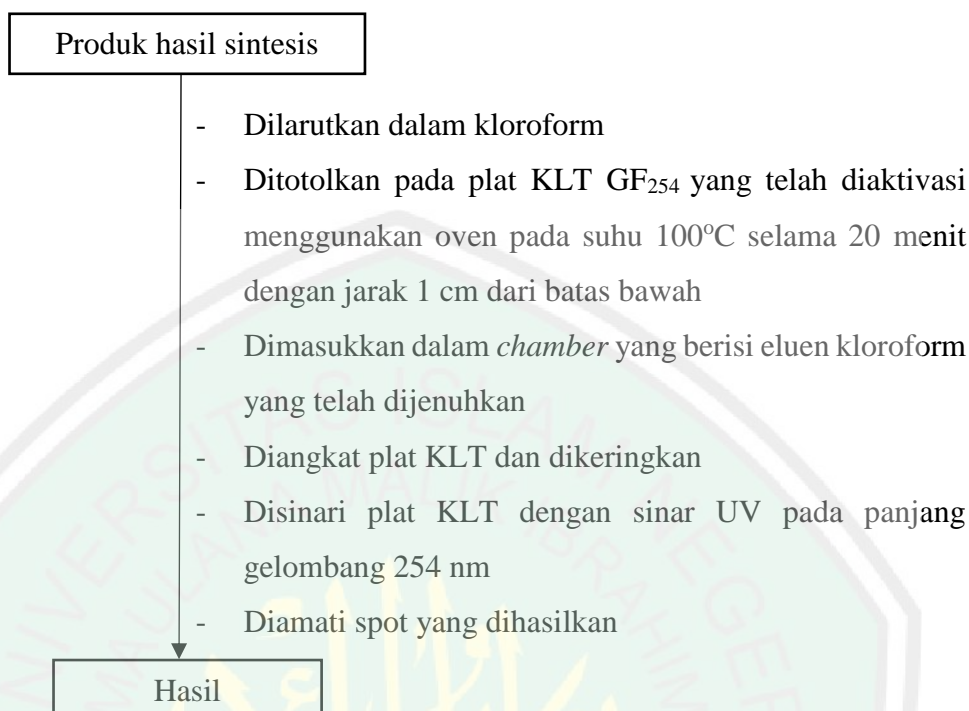 Produk hasil sintesis
- Dilarutkan dalam kloroform
- Ditotolkan pada plat KLT GF254 yang telah diaktivasi
menggunakan oven pada suhu 100oC selama 20 menit
dengan jarak 1 cm dari batas bawah
- Dimasukkan dalam chamber yang berisi eluen kloroform
yang telah dijenuhkan
- Diangkat plat KLT dan dikeringkan
- Disinari plat KLT dengan sinar UV pada panjang
gelombang 254 nm
- Diamati spot yang dihasilkan
Hasil